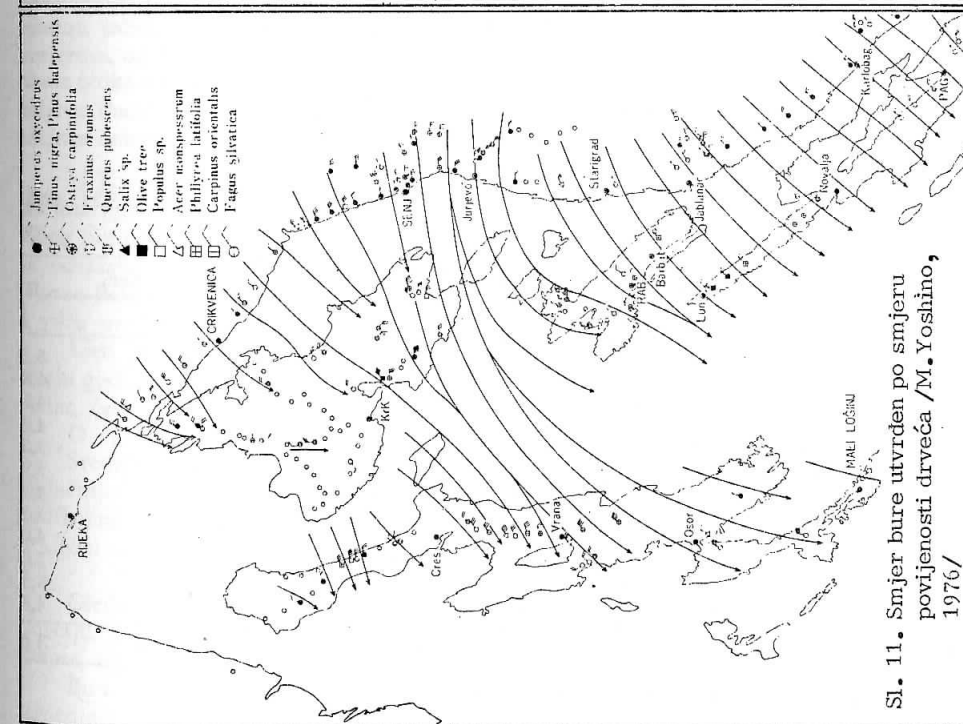 Juniperus oxycedrus
Pinus nigra, Pinus halepensis
Ostrya carpinifolia
Fraxinus ornus
Quercus pubescens
Salix sp.
Olive tree
Populus sp.
Acer monspessrum
Phillyrea latifolia
Carpinus orientalis
Fagus silvatica
RIJEKA
CRIKVENICA
SENJ
Jurjevo
Krk
Starigrad
Cres
RAB
Barbat
Jablanac
Vrana
Lun
Karlobag
Novalja
Osor
PAG
MALI LOŠINJ
Sl. 11. Smjer bure utvrđen po smjeru
povijenosti drveća /M.Yoshino,
1976/